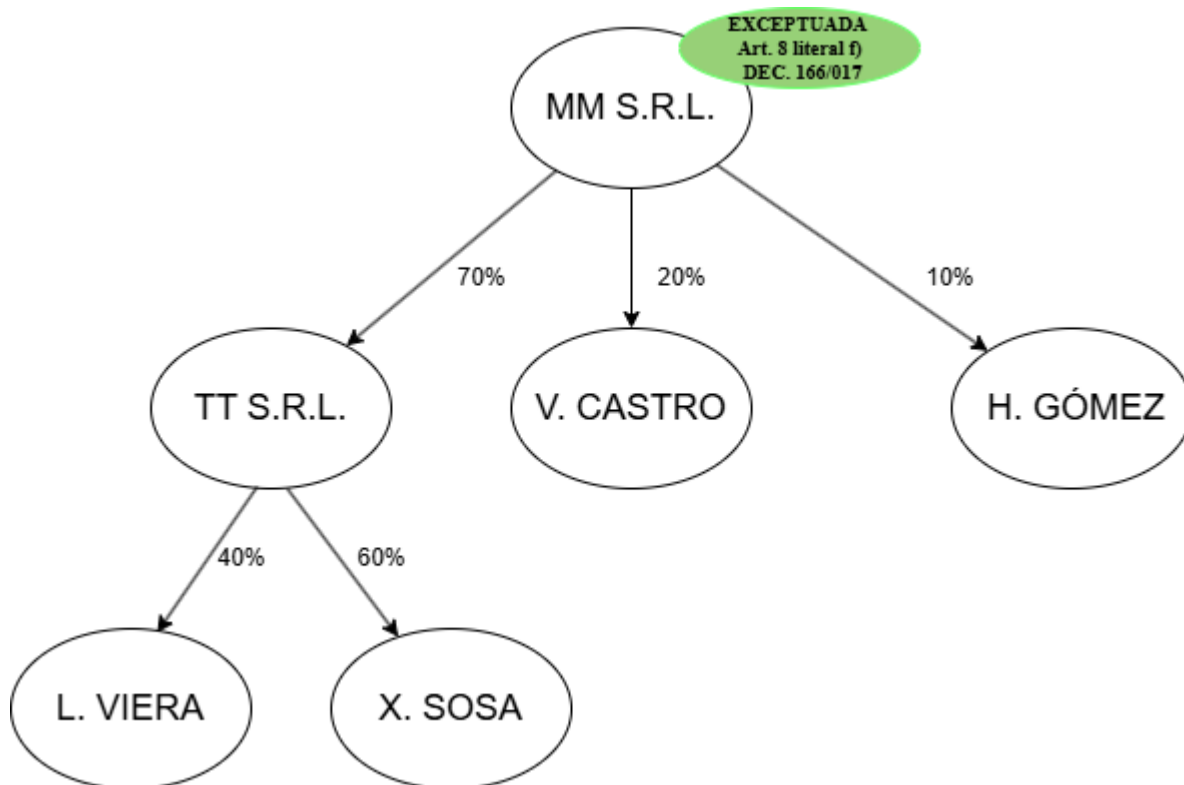 EXCEPTUADA
Art. 8 literal f)
DEC. 166/017
MM S.R.L.
70%
20%
10%
TT S.R.L.
V. CASTRO
H. GÓMEZ
40%
60%
L. VIERA
X. SOSA